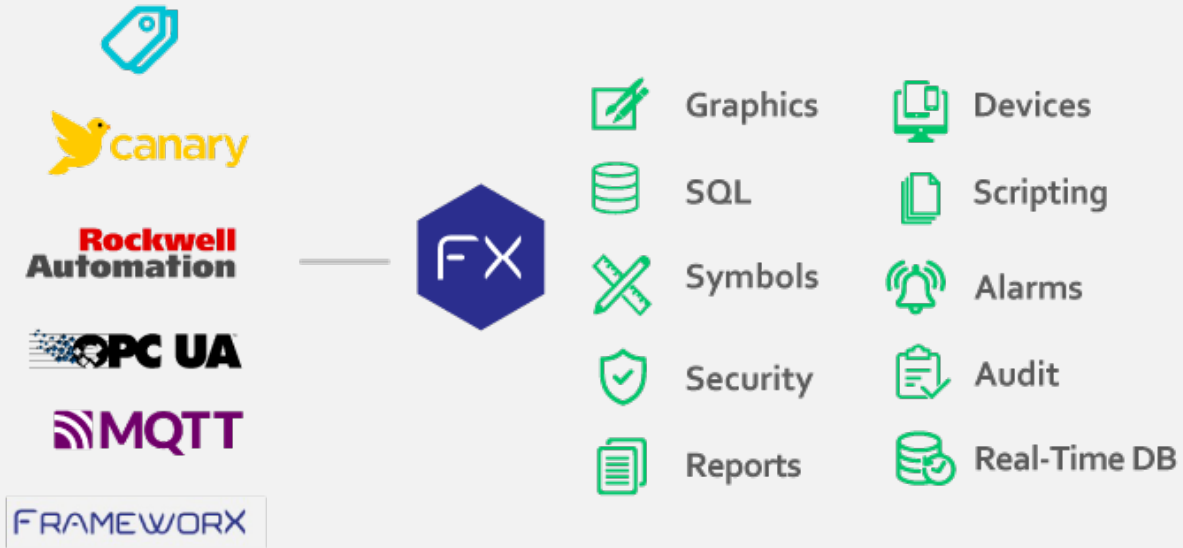 canary
Rockwell
Automation
OPC UA
MQTT
FRAMEWORX
FX
Graphics
SQL
Symbols
Security
Reports
Devices
Scripting
Alarms
Audit
Real-Time DB